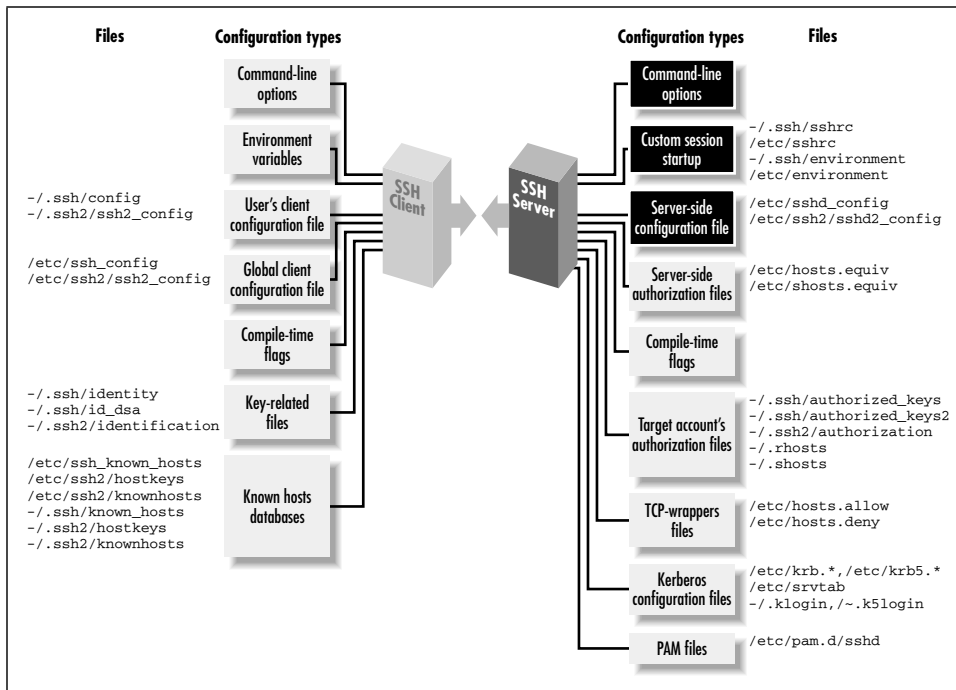 Files
Configuration types
Command-line
options
Environment
variables
-/.ssh/config
-/.ssh2/ssh2_config
User's client
configuration file
/etc/ssh_config
/etc/ssh2/ssh2_config
Global client
configuration file
Compile-time
flags
-/.ssh/identity
-/.ssh/id_dsa
-/.ssh2/identification
Key-related
files
/etc/ssh_known_hosts
/etc/ssh2/hostkeys
/etc/ssh2/knownhosts
-/.ssh/known_hosts
-/.ssh2/hostkeys
-/.ssh2/knownhosts
Known hosts
databases
SSH
Client
SSH
Server
Configuration types
Files
Command-line
options
Custom session
startup
-/.ssh/sshrc
/etc/sshrc
-/.ssh/environment
/etc/environment
Server-side
configuration file
/etc/sshd_config
/etc/ssh2/sshd2_config
Server-side
authorization files
/etc/hosts.equiv
/etc/shosts.equiv
Compile-time
flags
Target account's
authorization files
-/.ssh/authorized_keys
-/.ssh/authorized_keys2
-/.ssh2/authorization
-/.rhosts
-/.shosts
TCP-wrappers
files
/etc/hosts.allow
/etc/hosts.deny
Kerberos
configuration files
/etc/krb.*,/etc/krb5.*
/etc/srvtab
-/.klogin,/~.k5login
PAM files
/etc/pam.d/sshd